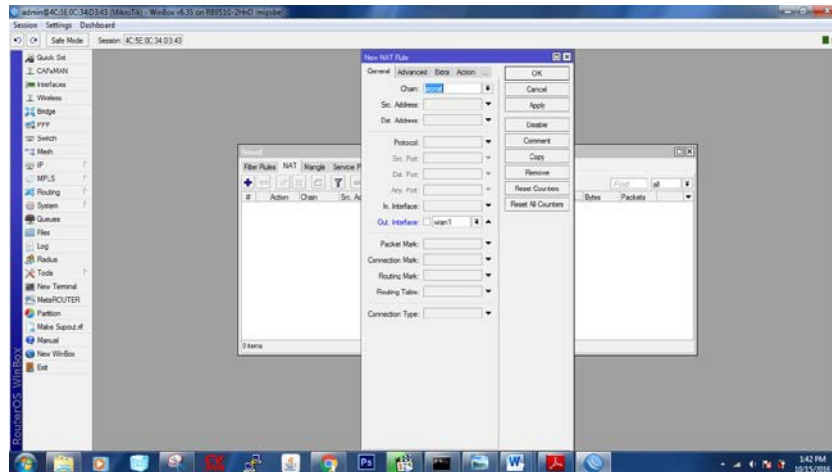 admin@4C:5E:0C:34:D3:43 (MikroTik) - WinBox v6.35 on RB951G-2HnD (mipsbe)
Session Settings Dashboard
Safe Mode Session: 4C:5E:0C:34:D3:43
Quick Set
CAPsMAN
Interfaces
Wireless
Bridge
PPP
Switch
Mesh
IP
MPLS
Routing
System
Queues
Files
Log
Radius
Tools
New Terminal
MetaROUTER
Partition
Make Supout.rif
Manual
New WinBox
Exit
RouterOS WinBox
Firewall
Filter Rules NAT Mangle Service
Find all
# Action Chain Src. Bytes Packets
0 items
New NAT Rule
General Advanced Extra Action ...
Chain: srcnat
Src. Address:
Dst. Address:
Protocol:
Src. Port:
Dst. Port:
Any. Port:
In. Interface:
Out. Interface: wlan1
Packet Mark:
Connection Mark:
Routing Mark:
Routing Table:
Connection Type:
OK
Cancel
Apply
Disable
Comment
Copy
Remove
Reset Counters
Reset All Counters
1:42 PM
10/15/2016